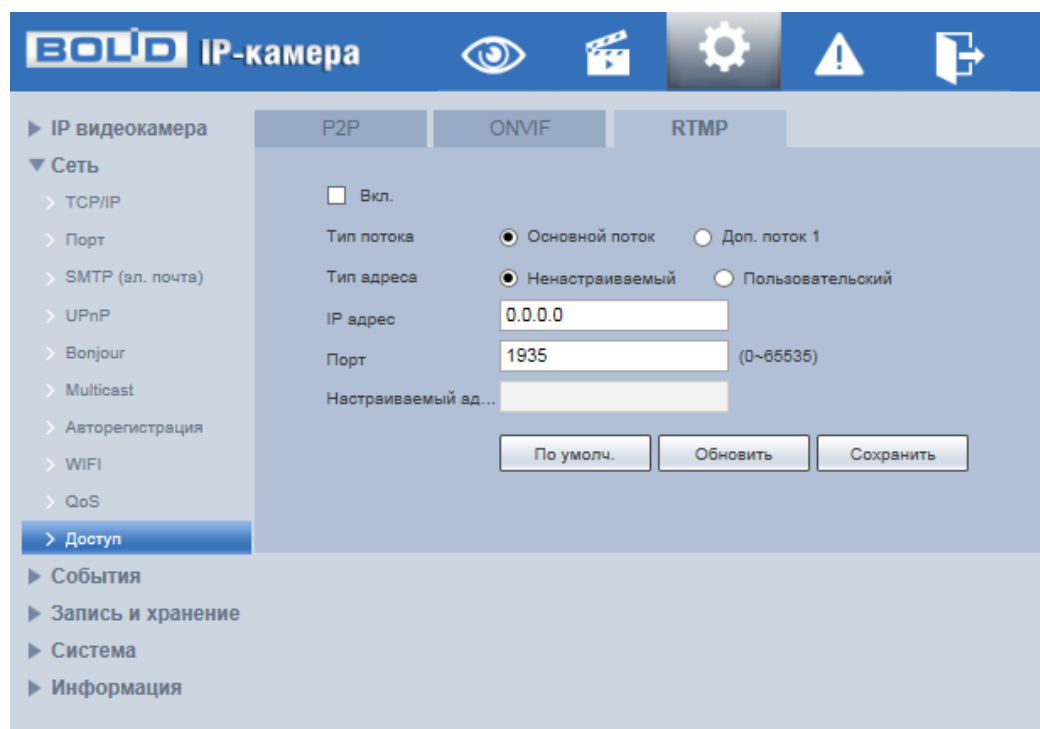 BOLID IP-камера
IP видеокамера
Сеть
TCP/IP
Порт
SMTP (эл. почта)
UPnP
Bonjour
Multicast
Авторегистрация
WIFI
QoS
Доступ
События
Запись и хранение
Система
Информация
P2P ONVIF RTMP
Вкл.
Тип потока Основной поток Доп. поток 1
Тип адреса Ненастраиваемый Пользовательский
IP адрес 0.0.0.0
Порт 1935 (0~65535)
Настраиваемый ад...
По умолч. Обновить Сохранить